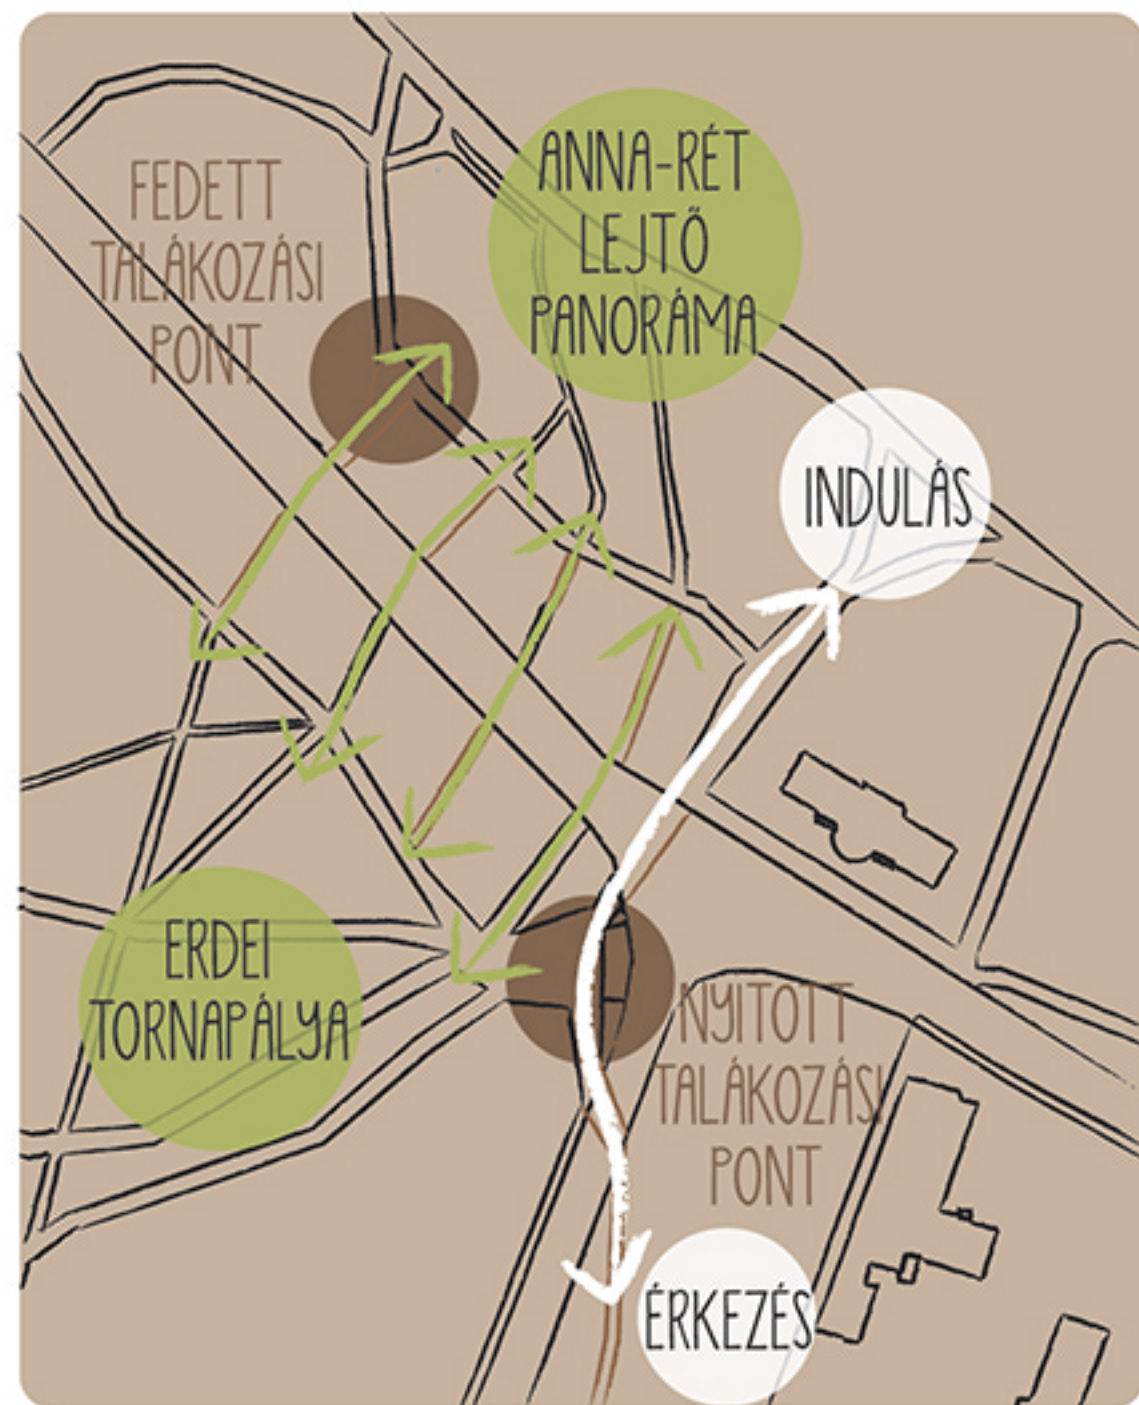 ANNA-RÉT
LEJTŐ
PANORÁMA
FEDETT
TALÁKOZÁSI
PONT
INDULÁS
ERDEI
TORNAPÁLYA
NYITOTT
TALÁKOZÁSI
PONT
ÉRKEZÉS